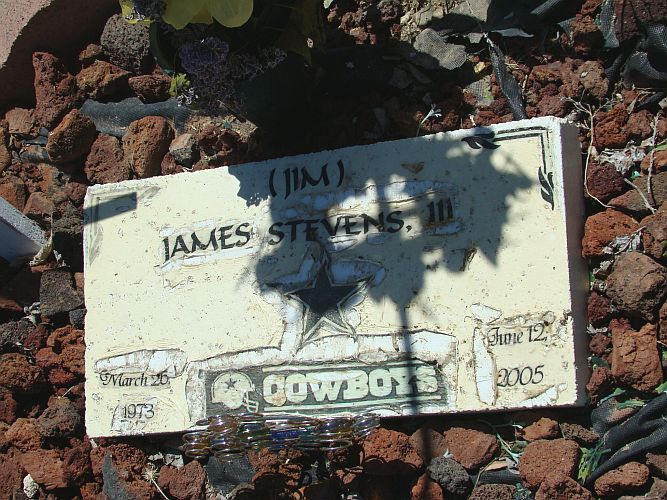 (JIM)
JAMES STEVENS, III
COWBOYS
March 26
1973
June 12
2005